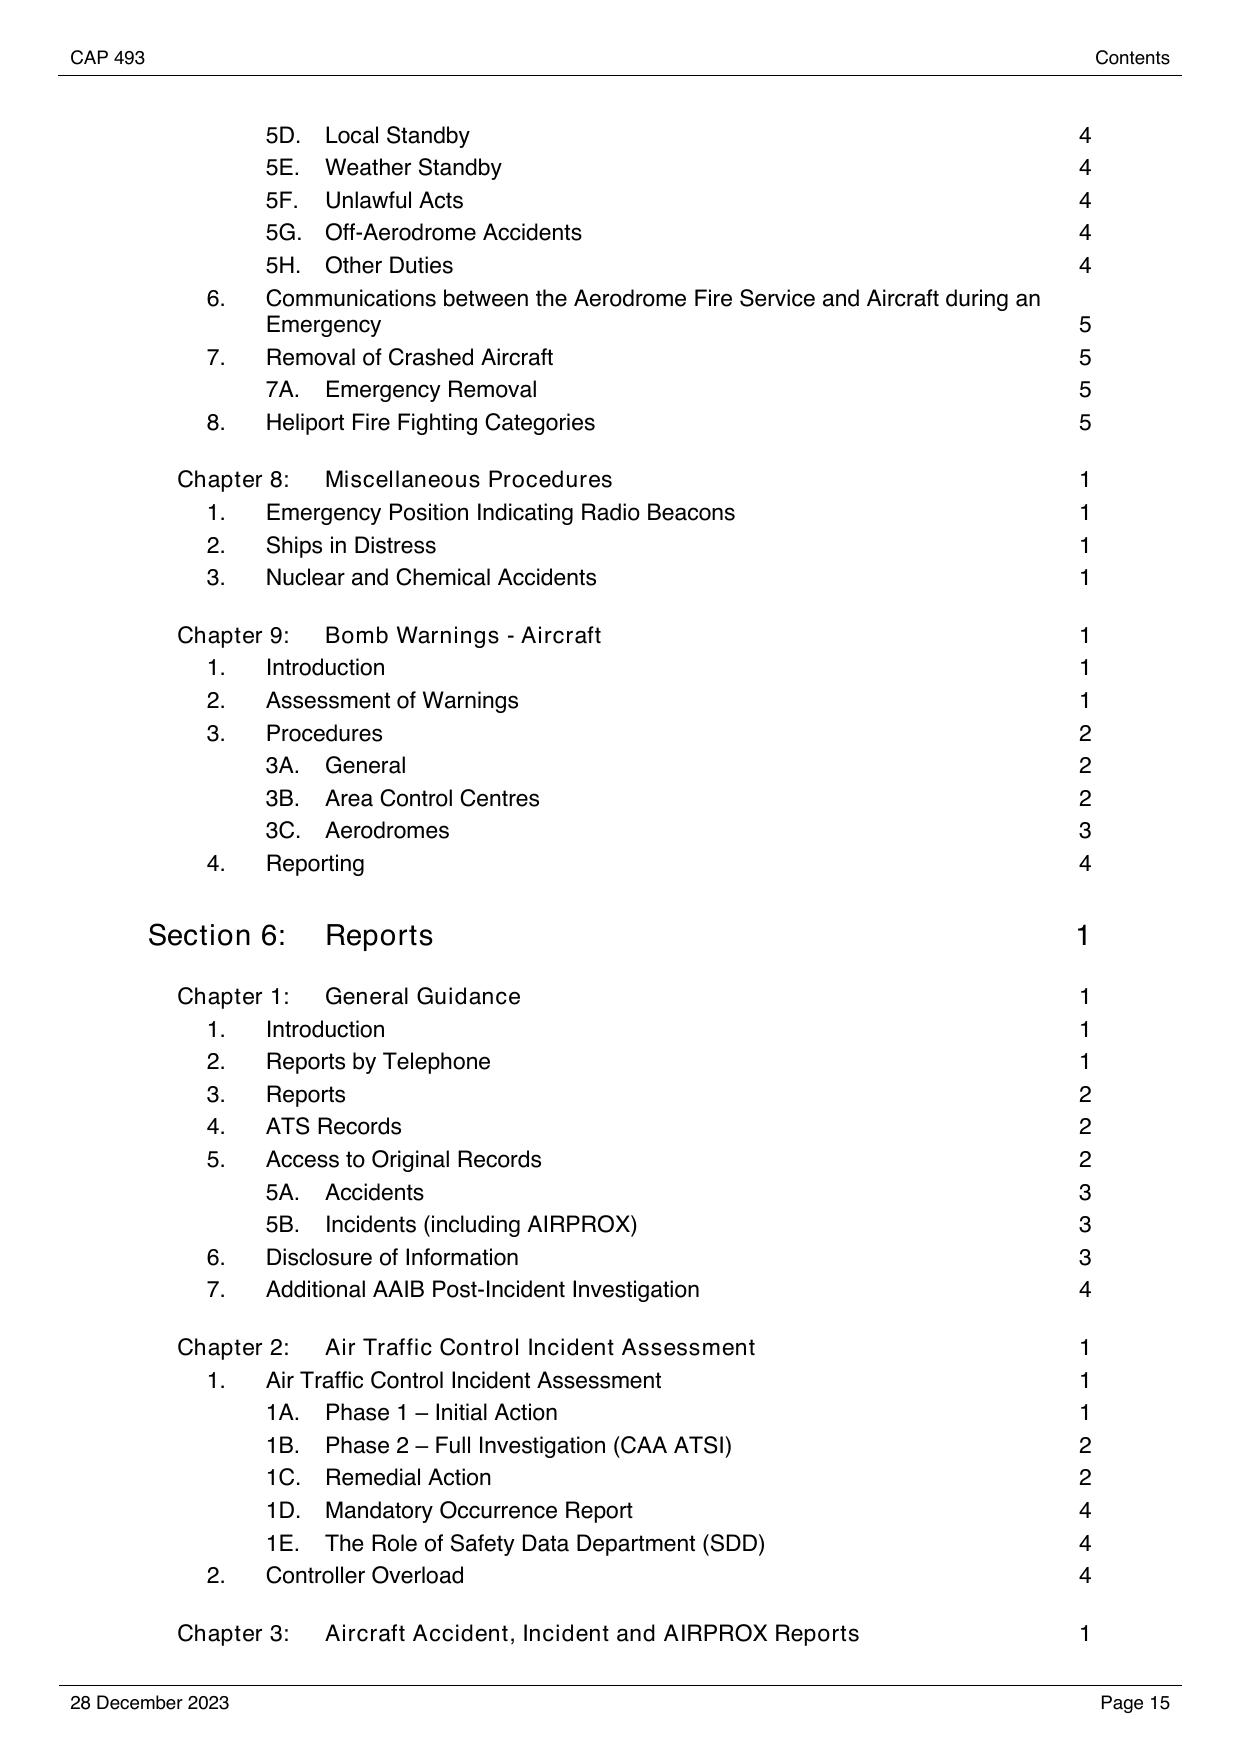 CAP 493 Contents
5D. Local Standby 4
5E. Weather Standby 4
5F. Unlawful Acts 4
5G. Off-Aerodrome Accidents 4
5H. Other Duties 4
6. Communications between the Aerodrome Fire Service and Aircraft during an
Emergency 5
7. Removal of Crashed Aircraft 5
7A. Emergency Removal 5
8. Heliport Fire Fighting Categories 5
Chapter 8: Miscellaneous Procedures 1
1. Emergency Position Indicating Radio Beacons 1
2. Ships in Distress 1
3. Nuclear and Chemical Accidents 1
Chapter 9: Bomb Warnings - Aircraft 1
1. Introduction 1
2. Assessment of Warnings 1
3. Procedures 2
3A. General 2
3B. Area Control Centres 2
3C. Aerodromes 3
4. Reporting 4
Section 6: Reports 1
Chapter 1: General Guidance 1
1. Introduction 1
2. Reports by Telephone 1
3. Reports 2
4. ATS Records 2
5. Access to Original Records 2
5A. Accidents 3
5B. Incidents (including AIRPROX) 3
6. Disclosure of Information 3
7. Additional AAIB Post-Incident Investigation 4
Chapter 2: Air Traffic Control Incident Assessment 1
1. Air Traffic Control Incident Assessment 1
1A. Phase 1 – Initial Action 1
1B. Phase 2 – Full Investigation (CAA ATSI) 2
1C. Remedial Action 2
1D. Mandatory Occurrence Report 4
1E. The Role of Safety Data Department (SDD) 4
2. Controller Overload 4
Chapter 3: Aircraft Accident, Incident and AIRPROX Reports 1
28 December 2023 Page 15